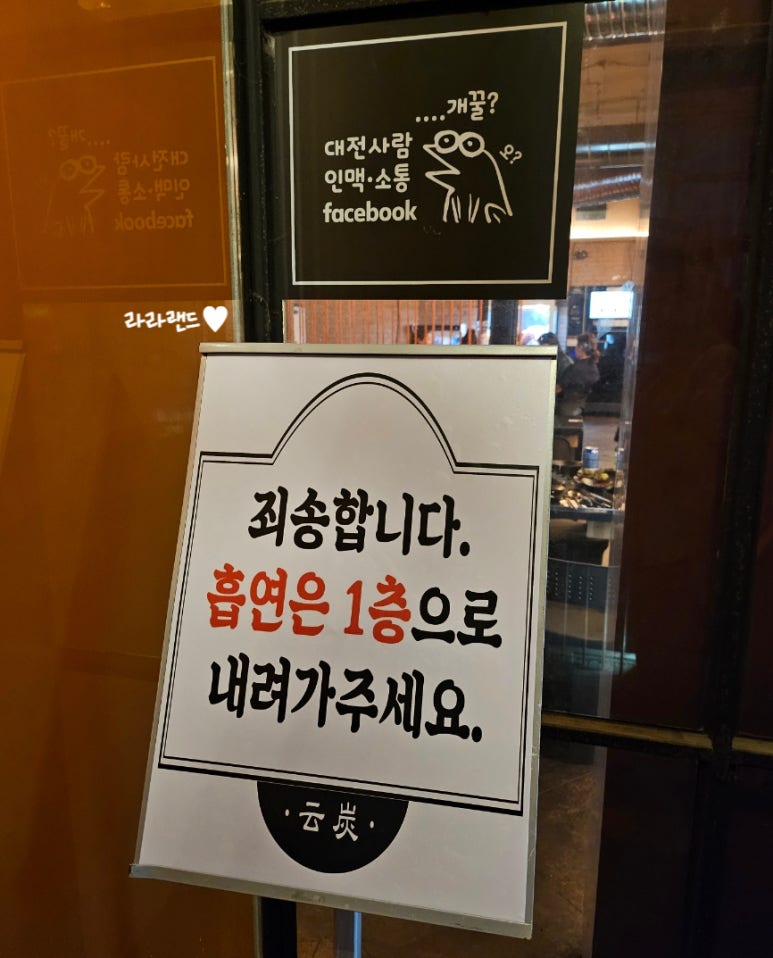 ....개꿀?
요?
대전사람
인맥·소통
facebook
라라랜드♥
죄송합니다.
흡연은 1층으로
내려가주세요.
·云炭·